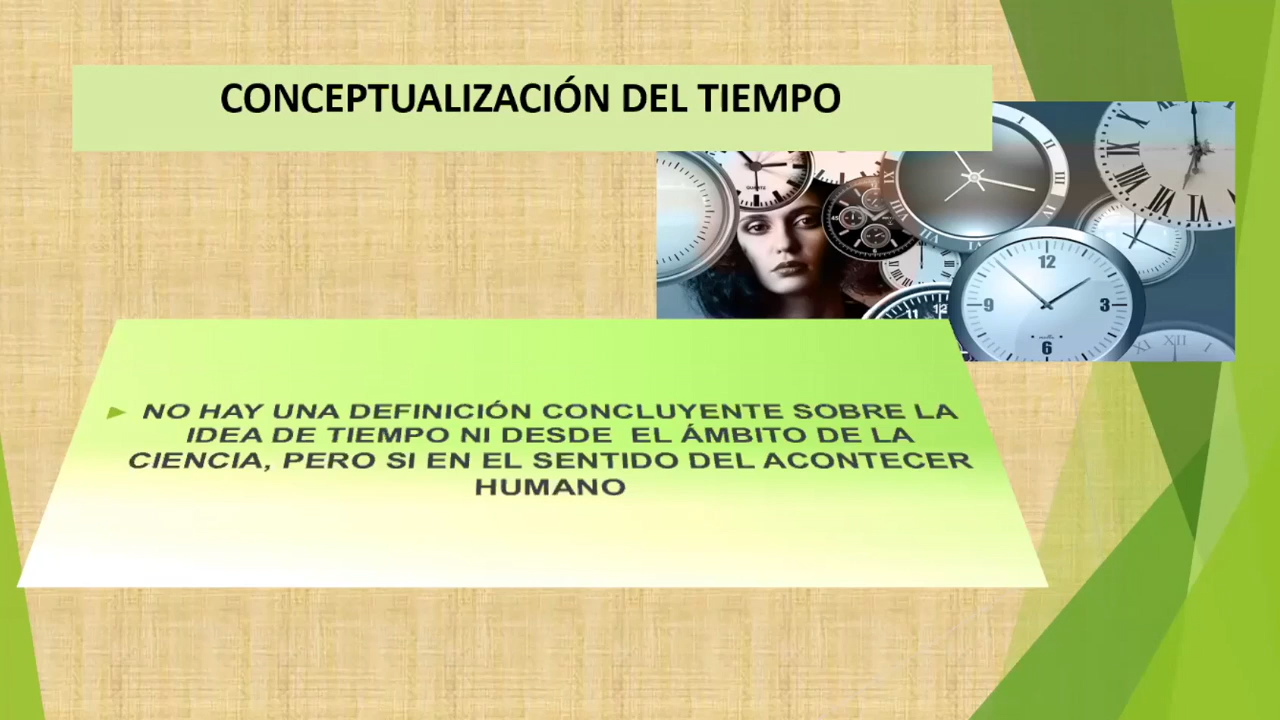 CONCEPTUALIZACIÓN DEL TIEMPO
NO HAY UNA DEFINICIÓN CONCLUYENTE SOBRE LA
IDEA DE TIEMPO NI DESDE EL ÁMBITO DE LA
CIENCIA, PERO SI EN EL SENTIDO DEL ACONTECER
HUMANO